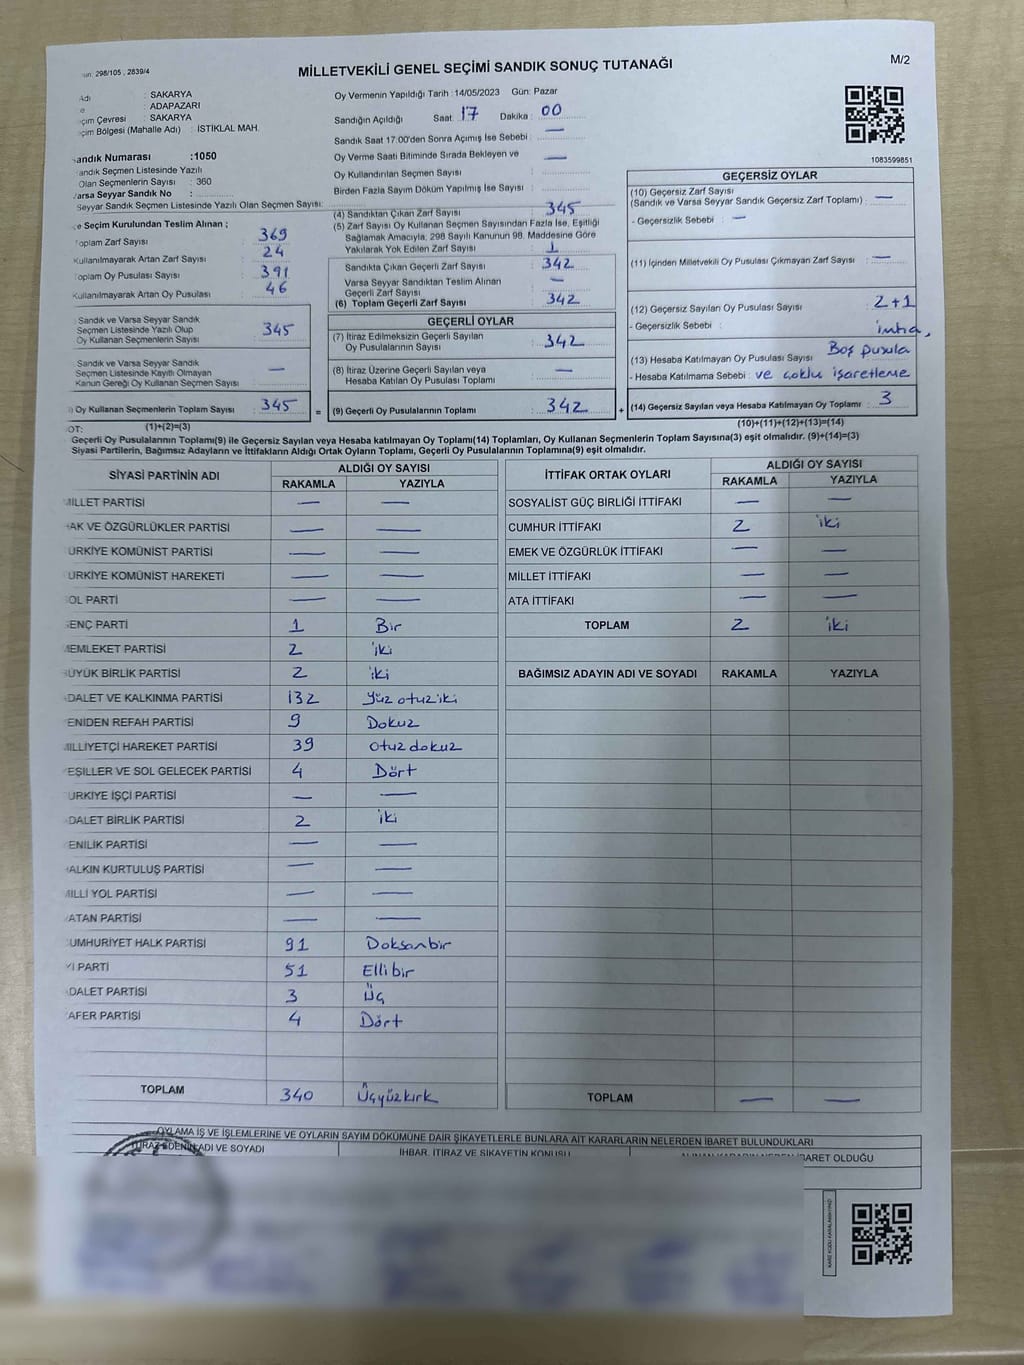 298/105 , 2839/4
MİLLETVEKİLİ GENEL SEÇİMİ SANDIK SONUÇ TUTANAĞI
M/2
Adı : SAKARYA
: ADAPAZARI
çim Çevresi : SAKARYA
çim Bölgesi (Mahalle Adı) : İSTİKLAL MAH.
andık Numarası :1050
andık Seçmen Listesinde Yazılı
Olan Seçmenlerin Sayısı : 360
arsa Seyyar Sandık No :
Seyyar Sandık Seçmen Listesinde Yazılı Olan Seçmen Sayısı:
Oy Vermenin Yapıldığı Tarih :14/05/2023 Gün: Pazar
Sandığın Açıldığı Saat: 17 Dakika: 00
Sandık Saat 17:00'den Sonra Açımış İse Sebebi : —
Oy Verme Saati Bitiminde Sırada Bekleyen ve
Oy Kullandırılan Seçmen Sayısı : —
Birden Fazla Sayım Döküm Yapılmış İse Sayısı :
1083599851
e Seçim Kurulundan Teslim Alınan ;
Toplam Zarf Sayısı : 369
Kullanılmayarak Artan Zarf Sayısı : 24
Toplam Oy Pusulası Sayısı : 391
Kullanılmayarak Artan Oy Pusulası : 46
Sandık ve Varsa Seyyar Sandık
Seçmen Listesinde Yazılı Olup
Oy Kullanan Seçmenlerin Sayısı : 345
Sandık ve Varsa Seyyar Sandık
Seçmen Listesinde Kayıtlı Olmayan
Kanun Gereği Oy Kullanan Seçmen Sayısı : —
) Oy Kullanan Seçmenlerin Toplam Sayısı : 345 =
(4) Sandıktan Çıkan Zarf Sayısı : 345
(5) Zarf Sayısı Oy Kullanan Seçmen Sayısından Fazla İse, Eşitliği
Sağlamak Amacıyla, 298 Sayılı Kanunun 98. Maddesine Göre
Yakılarak Yok Edilen Zarf Sayısı : 1
Sandıkta Çıkan Geçerli Zarf Sayısı : 342
Varsa Seyyar Sandıktan Teslim Alınan
Geçerli Zarf Sayısı : —
(6) Toplam Geçerli Zarf Sayısı : 342
GEÇERLİ OYLAR
(7) İtiraz Edilmeksizin Geçerli Sayılan
Oy Pusulalarının Sayısı : 342
(8) İtiraz Üzerine Geçerli Sayılan veya
Hesaba Katılan Oy Pusulası Toplamı : —
(9) Geçerli Oy Pusulalarının Toplamı : 342 +
GEÇERSİZ OYLAR
(10) Geçersiz Zarf Sayısı
(Sandık ve Varsa Seyyar Sandık Geçersiz Zarf Toplamı) : —
- Geçersizlik Sebebi : —
(11) İçinden Milletvekili Oy Pusulası Çıkmayan Zarf Sayısı : —
(12) Geçersiz Sayılan Oy Pusulası Sayısı : 2+1
- Geçersizlik Sebebi : imha,
(13) Hesaba Katılmayan Oy Pusulası Sayısı : Boş pusula
- Hesaba Katılmama Sebebi : ve çoklu işaretleme
(14) Geçersiz Sayılan veya Hesaba Katılmayan Oy Toplamı : 3
OT: (1)+(2)=(3)
(10)+(11)+(12)+(13)=(14)
Geçerli Oy Pusulalarının Toplamı(9) ile Geçersiz Sayılan veya Hesaba katılmayan Oy Toplamı(14) Toplamları, Oy Kullanan Seçmenlerin Toplam Sayısına(3) eşit olmalıdır. (9)+(14)=(3)
Siyasi Partilerin, Bağımsız Adayların ve İttifakların Aldığı Ortak Oyların Toplamı, Geçerli Oy Pusulalarının Toplamına(9) eşit olmalıdır.
SİYASİ PARTİNİN ADI ALDIĞI OY SAYISI
RAKAMLA YAZIYLA
MİLLET PARTİSİ — —
AK VE ÖZGÜRLÜKLER PARTİSİ — —
ÜRKİYE KOMÜNİST PARTİSİ — —
ÜRKİYE KOMÜNİST HAREKETİ — —
OL PARTİ — —
ENÇ PARTİ 1 Bir
MEMLEKET PARTİSİ 2 iki
ÜYÜK BİRLİK PARTİSİ 2 iki
DALET VE KALKINMA PARTİSİ 132 Yüz otuz iki
ENİDEN REFAH PARTİSİ 9 Dokuz
MİLLİYETÇİ HAREKET PARTİSİ 39 otuz dokuz
EŞİLLER VE SOL GELECEK PARTİSİ 4 Dört
ÜRKİYE İŞÇİ PARTİSİ — —
DALET BİRLİK PARTİSİ 2 iki
ENİLİK PARTİSİ — —
ALKIN KURTULUŞ PARTİSİ — —
MİLLİ YOL PARTİSİ — —
ATAN PARTİSİ — —
UMHURİYET HALK PARTİSİ 91 Doksanbir
Yİ PARTİ 51 Elli bir
DALET PARTİSİ 3 Üç
AFER PARTİSİ 4 Dört
TOPLAM 340 Üçyüzkırk
İTTİFAK ORTAK OYLARI ALDIĞI OY SAYISI
RAKAMLA YAZIYLA
SOSYALİST GÜÇ BİRLİĞİ İTTİFAKI — —
CUMHUR İTTİFAKI 2 iki
EMEK VE ÖZGÜRLÜK İTTİFAKI — —
MİLLET İTTİFAKI — —
ATA İTTİFAKI — —
TOPLAM 2 iki
BAĞIMSIZ ADAYIN ADI VE SOYADI RAKAMLA YAZIYLA
TOPLAM — —
OYLAMA İŞ VE İŞLEMLERİNE VE OYLARIN SAYIM DÖKÜMÜNE DAİR ŞİKAYETLERLE BUNLARA AİT KARARLARIN NELERDEN İBARET BULUNDUKLARI
İTİRAZ EDENİN ADI VE SOYADI İHBAR, İTİRAZ VE ŞİKAYETİN KONUSU ALINAN KARARIN NEDEN İBARET OLDUĞU
KARE KODU KARALAMAYINIZ!